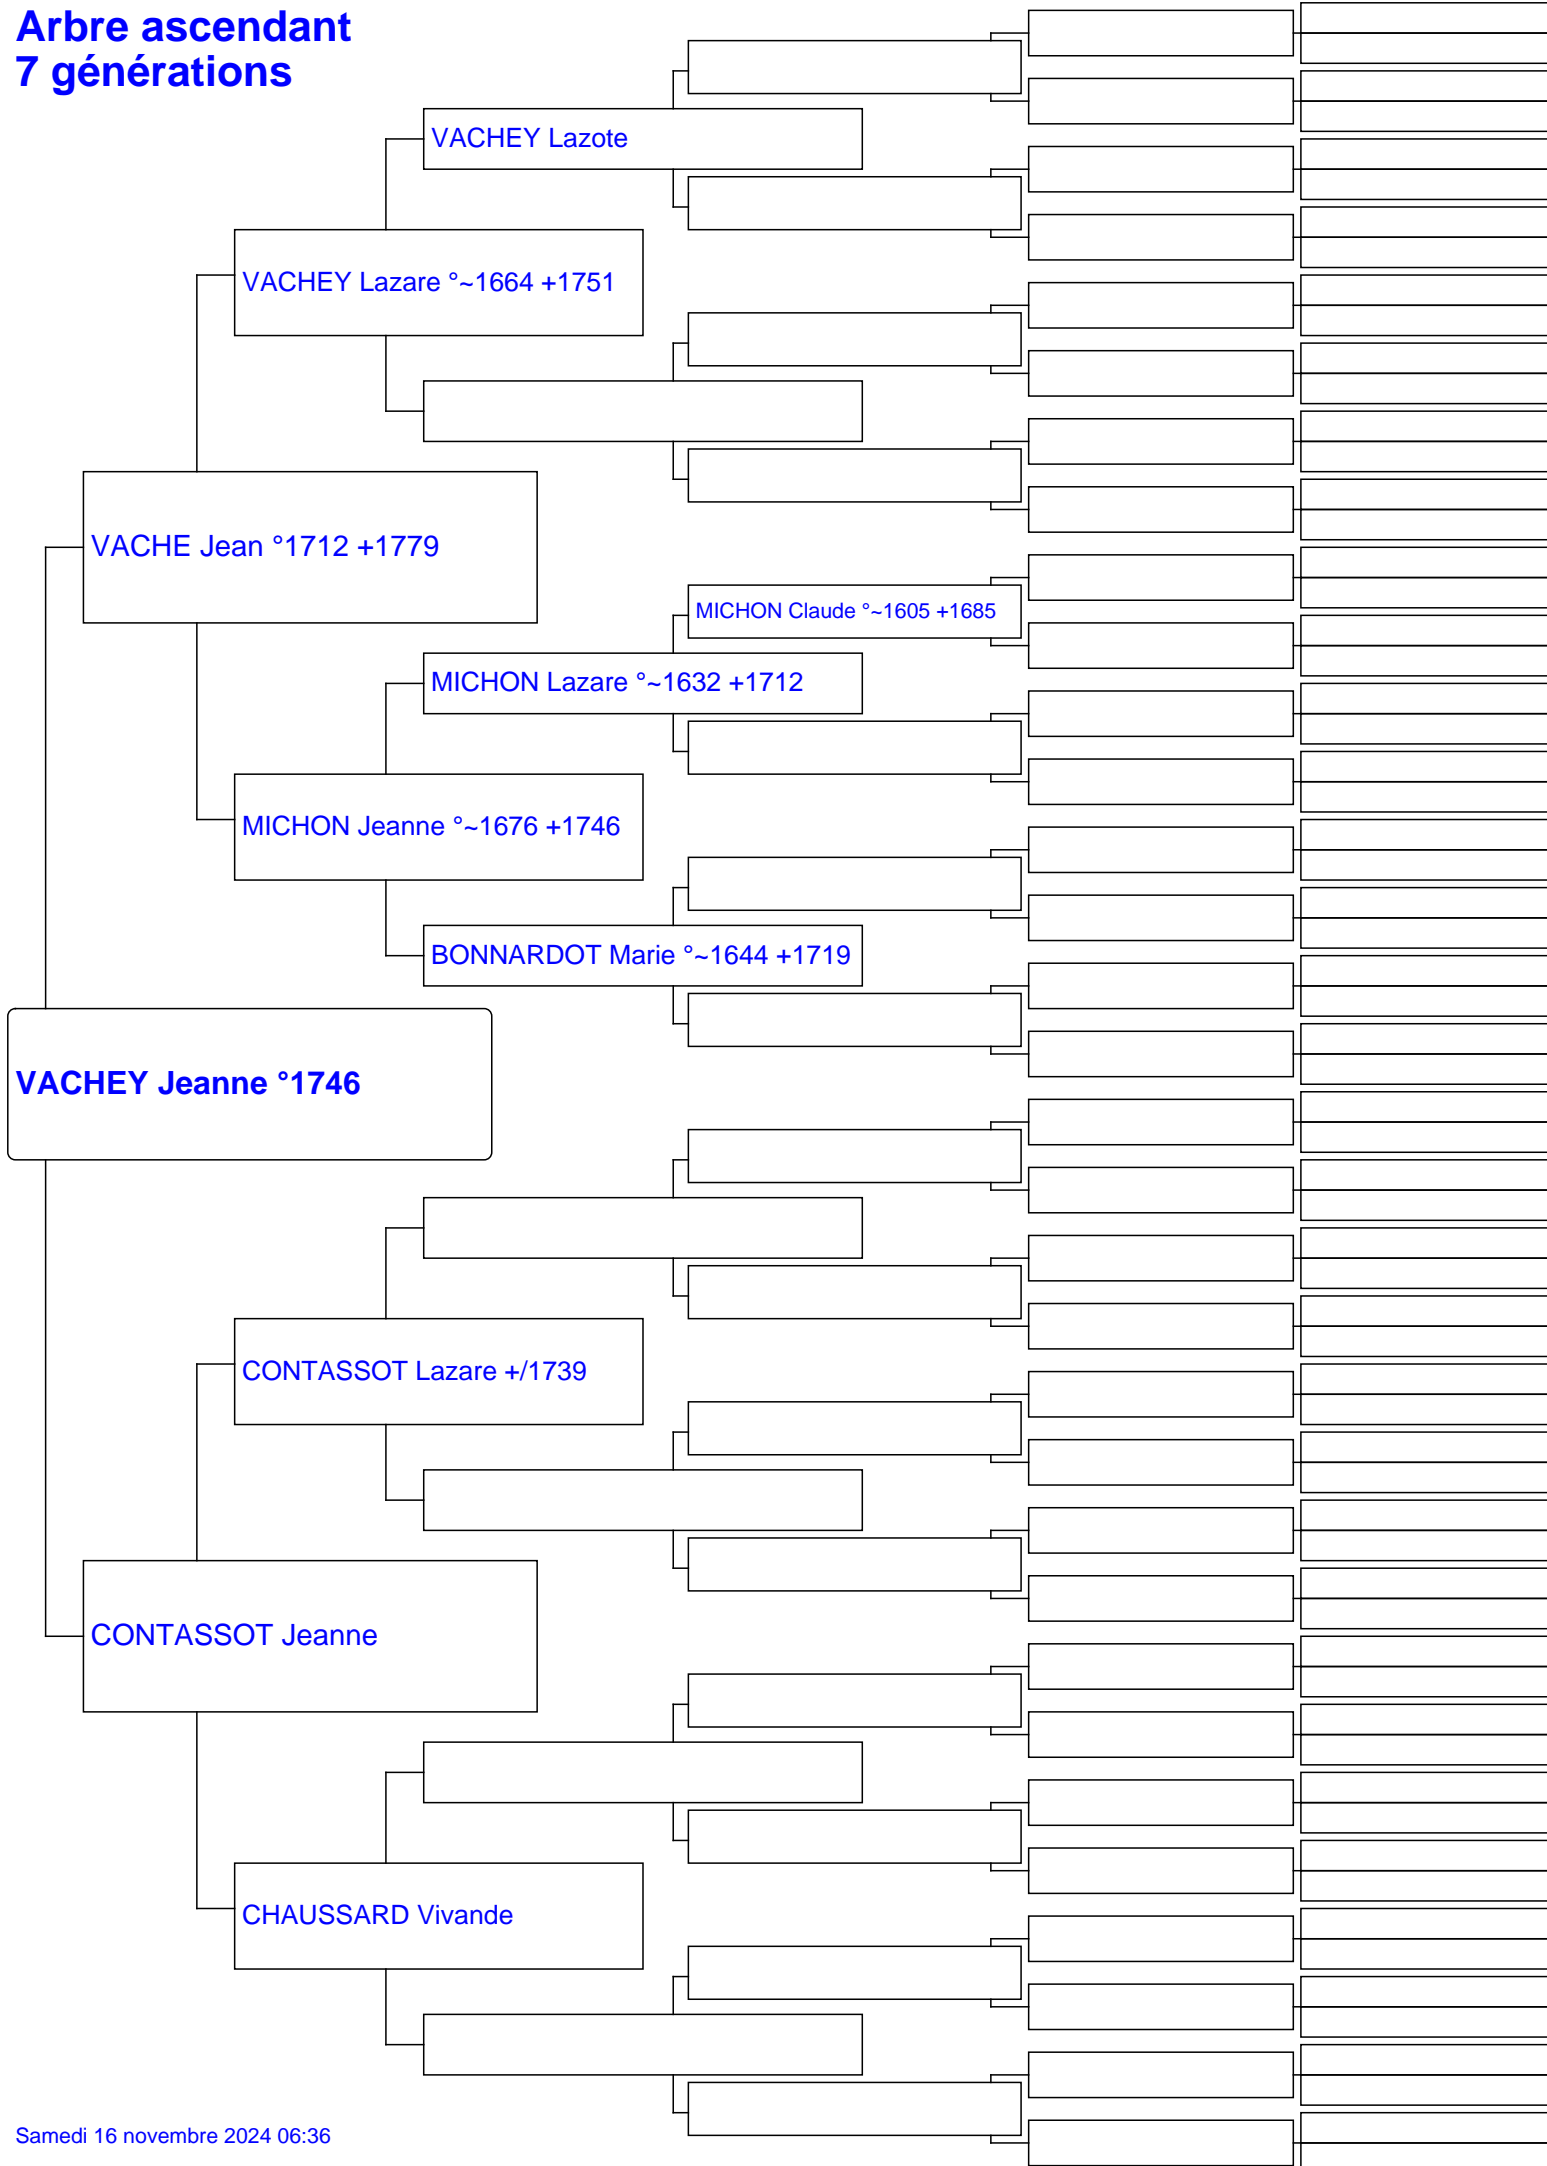 Arbre ascendant
7 générations
VACHEY Lazote
VACHEY Lazare °~1664 +1751
VACHE Jean °1712 +1779
MICHON Claude °~1605 +1685
MICHON Lazare °~1632 +1712
MICHON Jeanne °~1676 +1746
BONNARDOT Marie °~1644 +1719
VACHEY Jeanne °1746
CONTASSOT Lazare +/1739
CONTASSOT Jeanne
CHAUSSARD Vivande
Samedi 16 novembre 2024 06:36